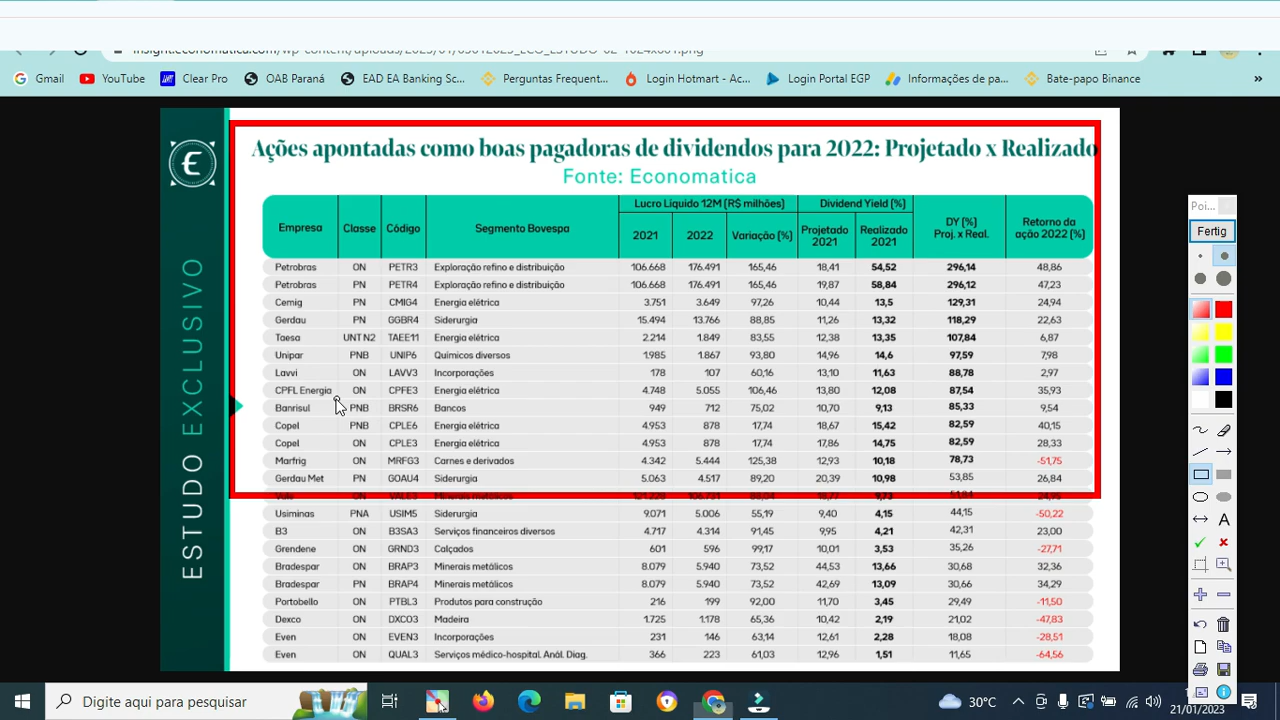 insight.economatica.com/wp-content/uploads/2023/01/03012023_ECO_ESTUDO-02-1024x601.png
Gmail YouTube Clear Pro OAB Paraná EAD EA Banking Sc... Perguntas Frequent... Login Hotmart - Ac... Login Portal EGP Informações de pa... Bate-papo Binance »
Ações apontadas como boas pagadoras de dividendos para 2022: Projetado x Realizado
Fonte: Economatica
ESTUDO EXCLUSIVO
Empresa Classe Código Segmento Bovespa Lucro Líquido 12M (R$ milhões) 2021 2022 Variação (%) Dividend Yield (%) Projetado 2021 Realizado 2021 DY (%) Proj. x Real. Retorno da ação 2022 (%)
Petrobras ON PETR3 Exploração refino e distribuição 106.668 176.491 165,46 18,41 54,52 296,14 48,86
Petrobras PN PETR4 Exploração refino e distribuição 106.668 176.491 165,46 19,87 58,84 296,12 47,23
Cemig PN CMIG4 Energia elétrica 3.751 3.649 97,26 10,44 13,5 129,31 24,94
Gerdau PN GGBR4 Siderurgia 15.494 13.766 88,85 11,26 13,32 118,29 22,63
Taesa UNT N2 TAEE11 Energia elétrica 2.214 1.849 83,55 12,38 13,35 107,84 6,87
Unipar PNB UNIP6 Químicos diversos 1.985 1.867 93,80 14,96 14,6 97,59 7,98
Lavvi ON LAVV3 Incorporações 178 107 60,16 13,10 11,63 88,78 2,97
CPFL Energia ON CPFE3 Energia elétrica 4.748 5.055 106,46 13,80 12,08 87,54 35,93
Banrisul PNB BRSR6 Bancos 949 712 75,02 10,70 9,13 85,33 9,54
Copel PNB CPLE6 Energia elétrica 4.953 878 17,74 18,67 15,42 82,59 40,15
Copel ON CPLE3 Energia elétrica 4.953 878 17,74 17,86 14,75 82,59 28,33
Marfrig ON MRFG3 Carnes e derivados 4.342 5.444 125,38 12,93 10,18 78,73 -51,75
Gerdau Met PN GOAU4 Siderurgia 5.063 4.517 89,20 20,39 10,98 53,85 26,84
Vale ON VALE3 Minerais metálicos
Usiminas PNA USIM5 Siderurgia 9.071 5.006 55,19 9,40 4,15 44,15 -50,22
B3 ON B3SA3 Serviços financeiros diversos 4.717 4.314 91,45 9,95 4,21 42,31 23,00
Grendene ON GRND3 Calçados 601 596 99,17 10,01 3,53 35,26 -27,71
Bradespar ON BRAP3 Minerais metálicos 8.079 5.940 73,52 44,53 13,66 30,68 32,36
Bradespar PN BRAP4 Minerais metálicos 8.079 5.940 73,52 42,69 13,09 30,66 34,29
Portobello ON PTBL3 Produtos para construção 216 199 92,00 11,70 3,45 29,49 -11,50
Dexco ON DXCO3 Madeira 1.725 1.178 65,36 10,42 2,19 21,02 -47,83
Even ON EVEN3 Incorporações 231 146 63,14 12,61 2,28 18,08 -28,51
Even ON QUAL3 Serviços médico-hospital. Anál. Diag. 366 223 61,03 12,96 1,51 11,65 -64,56
Poi...
Fertig
A
Digite aqui para pesquisar
30°C
21/01/2023